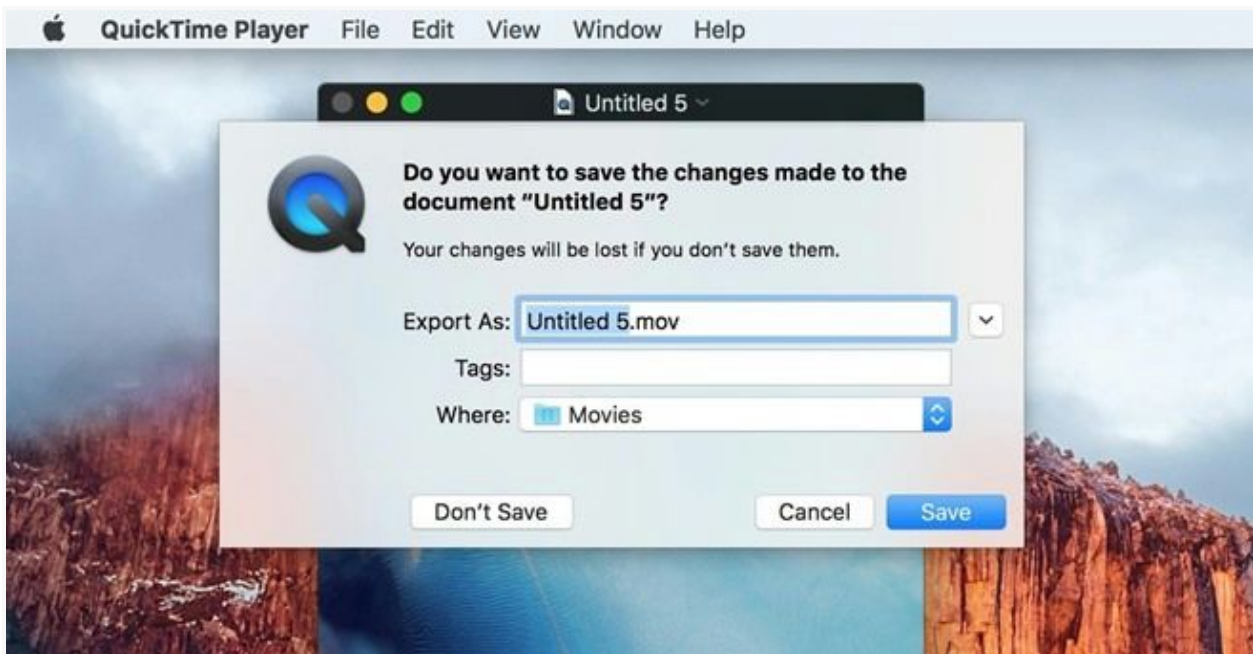 QuickTime Player File Edit View Window Help
Untitled 5
Do you want to save the changes made to the
document “Untitled 5”?
Your changes will be lost if you don’t save them.
Export As: Untitled 5.mov
Tags:
Where: Movies
Don’t Save Cancel Save